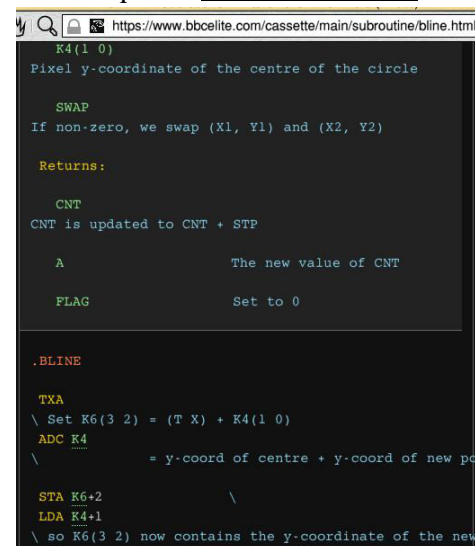 https://www.bbcelite.com/cassette/main/subroutine/bline.html
K4(1 0)
Pixel y-coordinate of the centre of the circle
SWAP
If non-zero, we swap (X1, Y1) and (X2, Y2)
Returns:
CNT
CNT is updated to CNT + STP
A The new value of CNT
FLAG Set to 0
.BLINE
TXA
\ Set K6(3 2) = (T X) + K4(1 0)
ADC K4
\ = y-coord of centre + y-coord of new po
STA K6+2 \
LDA K4+1
\ so K6(3 2) now contains the y-coordinate of the new